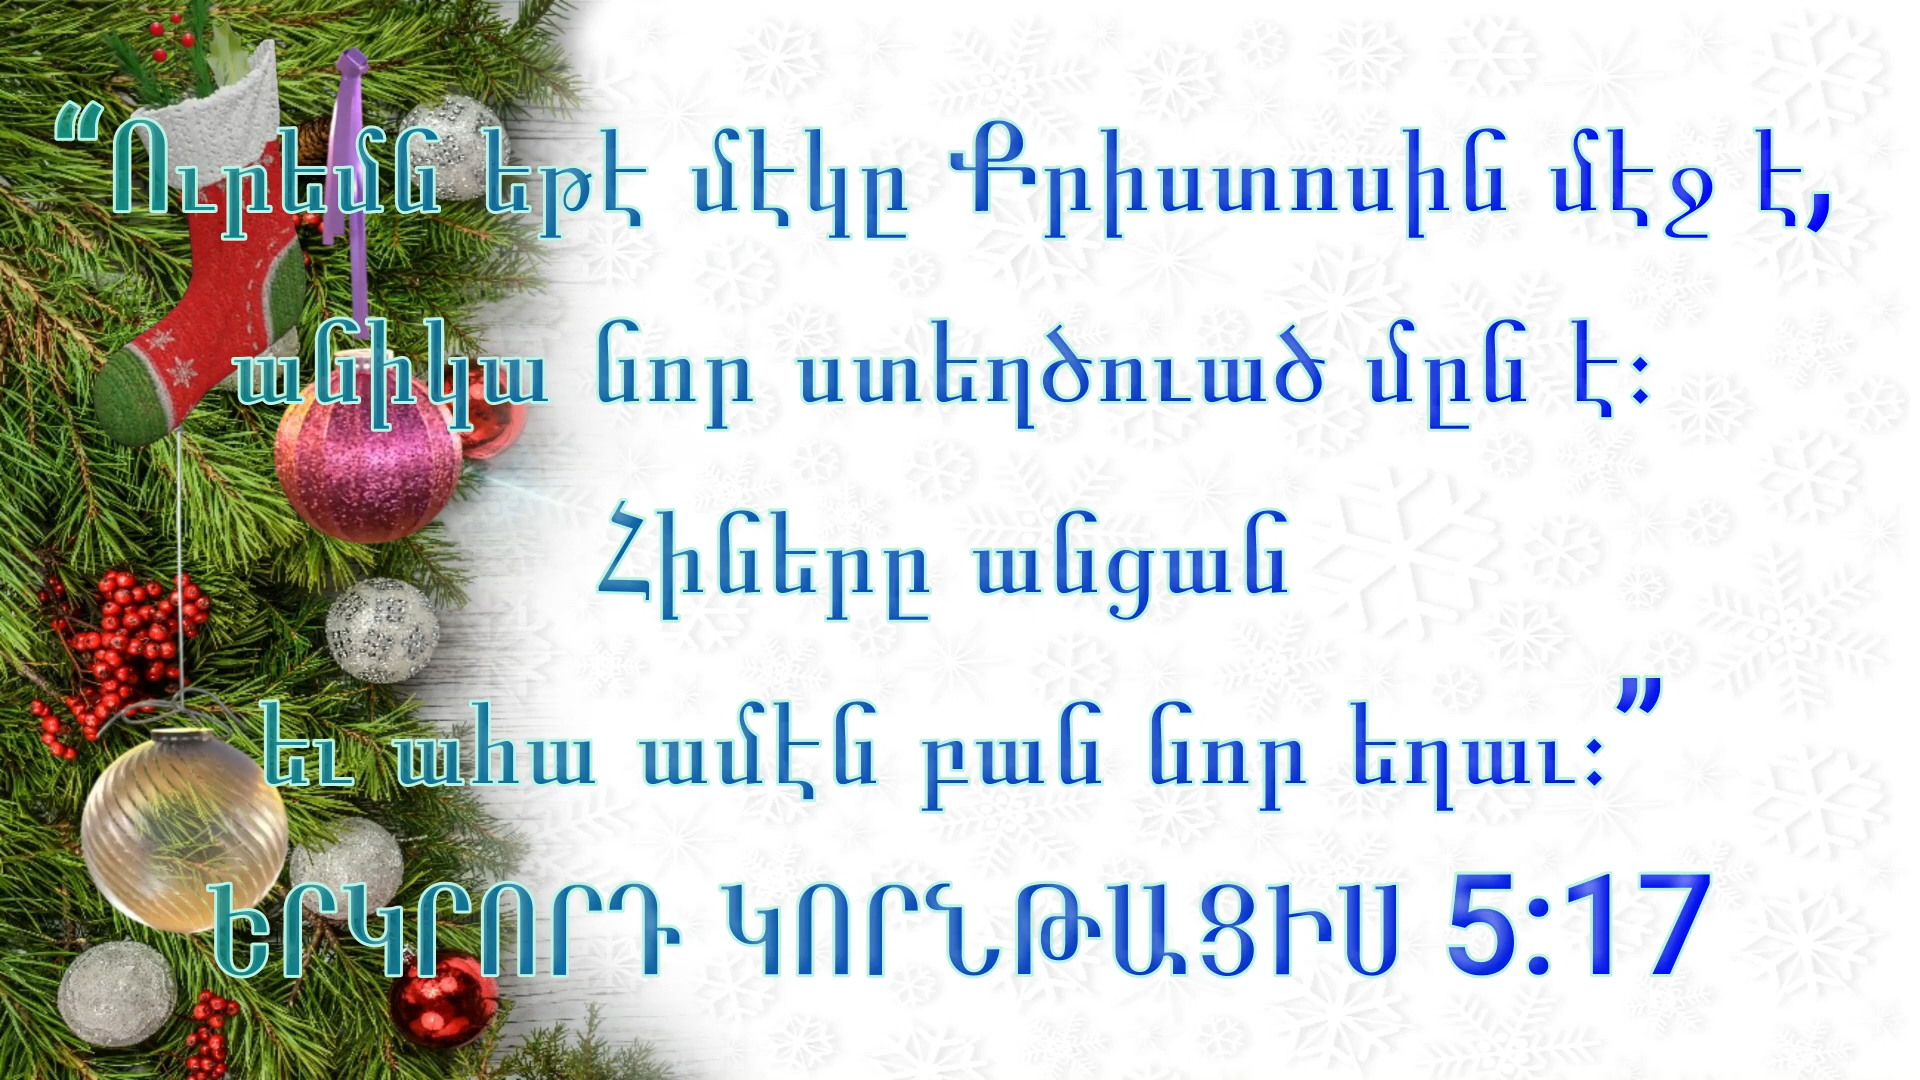 “Ուրեմն եթէ մէկը Քրիստոսին մէջ է,
անիկա նոր ստեղծուած մըն է:
Հիները անցան
եւ ահա ամէն բան նոր եղաւ:”
ԵՐԿՐՈՐԴ ԿՈՐՆԹԱՑԻՍ 5:17